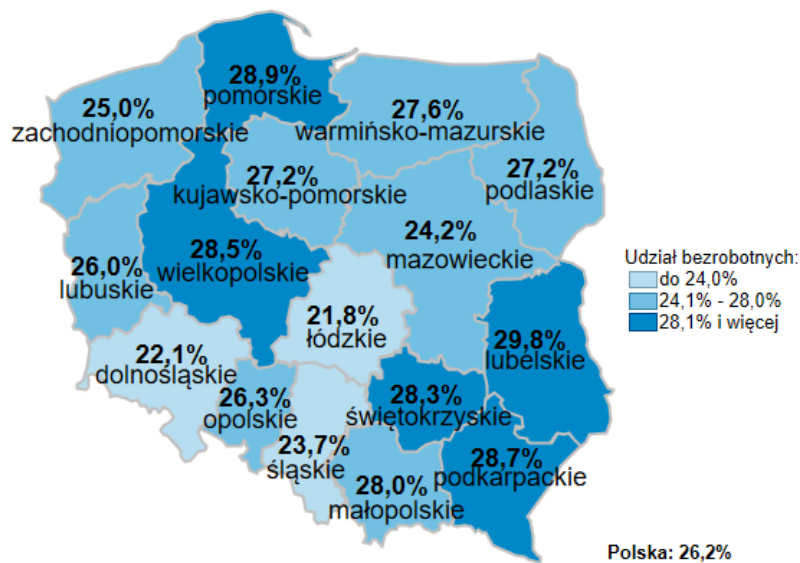 28,9%
pomorskie
25,0%
zachodniopomorskie
27,6%
warmińsko-mazurskie
27,2%
podlaskie
27,2%
kujawsko-pomorskie
24,2%
mazowieckie
28,5%
wielkopolskie
26,0%
lubuskie
21,8%
łódzkie
29,8%
lubelskie
22,1%
dolnośląskie
26,3%
opolskie
28,3%
świętokrzyskie
23,7%
śląskie
28,7%
podkarpackie
28,0%
małopolskie
Udział bezrobotnych:
do 24,0%
24,1% - 28,0%
28,1% i więcej
Polska: 26,2%